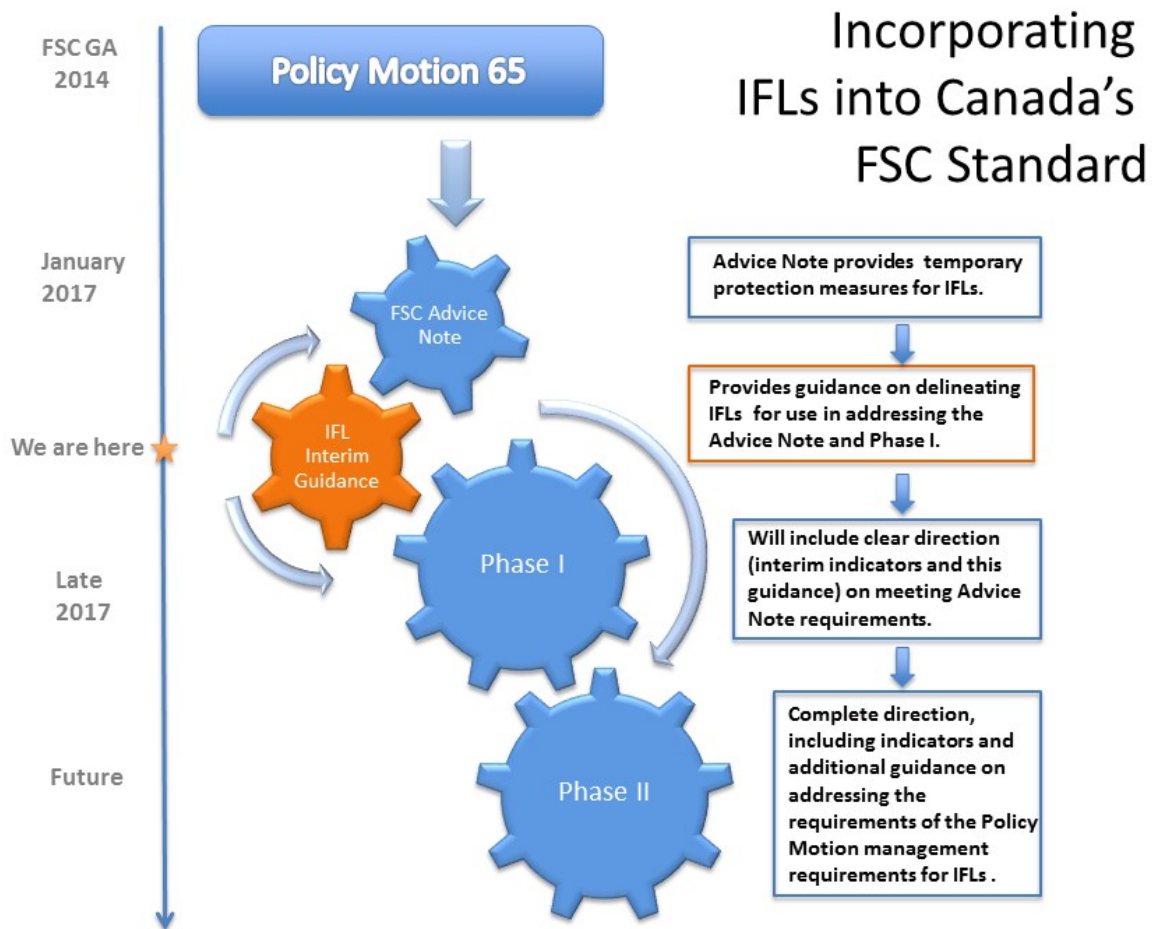 Incorporating
IFLs into Canada's
FSC Standard
FSC GA
2014
Policy Motion 65
January
2017
FSC Advice
Note
Advice Note provides temporary
protection measures for IFLs.
We are here
IFL
Interim
Guidance
Provides guidance on delineating
IFLs for use in addressing the
Advice Note and Phase I.
Late
2017
Phase I
Will include clear direction
(interim indicators and this
guidance) on meeting Advice
Note requirements.
Future
Phase II
Complete direction,
including indicators and
additional guidance on
addressing the
requirements of the Policy
Motion management
requirements for IFLs .